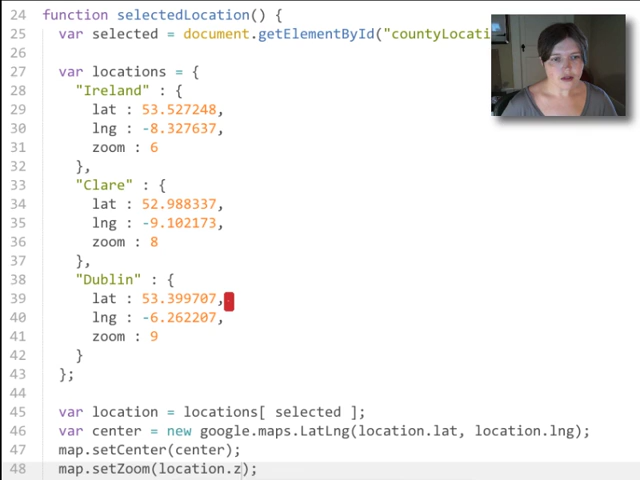 24 function selectedLocation() {
25 var selected = document.getElementById("countyLocati
26
27 var locations = {
28 "Ireland" : {
29 lat : 53.527248,
30 lng : -8.327637,
31 zoom : 6
32 },
33 "Clare" : {
34 lat : 52.988337,
35 lng : -9.102173,
36 zoom : 8
37 },
38 "Dublin" : {
39 lat : 53.399707,
40 lng : -6.262207,
41 zoom : 9
42 }
43 };
44
45 var location = locations[ selected ];
46 var center = new google.maps.LatLng(location.lat, location.lng);
47 map.setCenter(center);
48 map.setZoom(location.z);